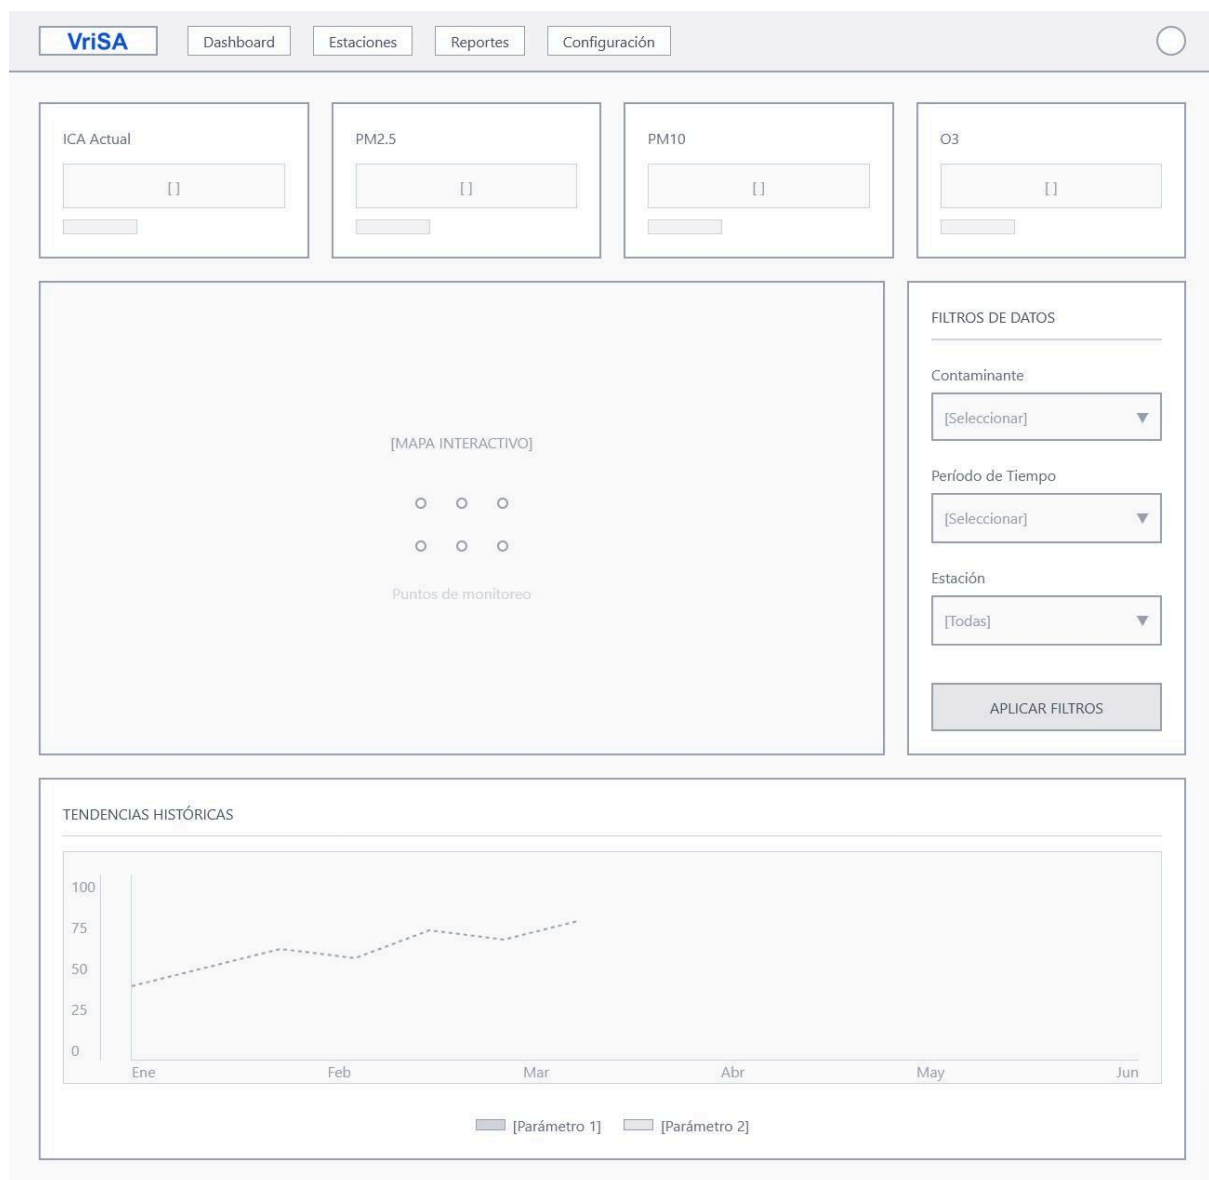 VriSA Dashboard Estaciones Reportes Configuración
ICA Actual PM2.5 PM10 O3
[ ] [ ] [ ] [ ]
[MAPA INTERACTIVO]
Puntos de monitoreo
FILTROS DE DATOS
Contaminante
[Seleccionar] ▼
Período de Tiempo
[Seleccionar] ▼
Estación
[Todas] ▼
APLICAR FILTROS
TENDENCIAS HISTÓRICAS
100
75
50
25
0
Ene Feb Mar Abr May Jun
[Parámetro 1] [Parámetro 2]